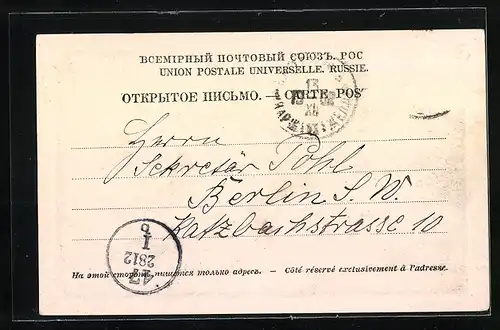 ВСЕМІРНЫЙ ПОЧТОВЫЙ СОЮЗЪ. РОС
UNION POSTALE UNIVERSELLE. RUSSIE.
ОТКРЫТОЕ ПИСЬМО. — CARTE POS
Herrn
Sekretär Pohl
Berlin S. W.
Katzbachstrasse 10
На этой сторонѣ пишется только адресъ. — Côté réservé exclusivement à l'adresse.